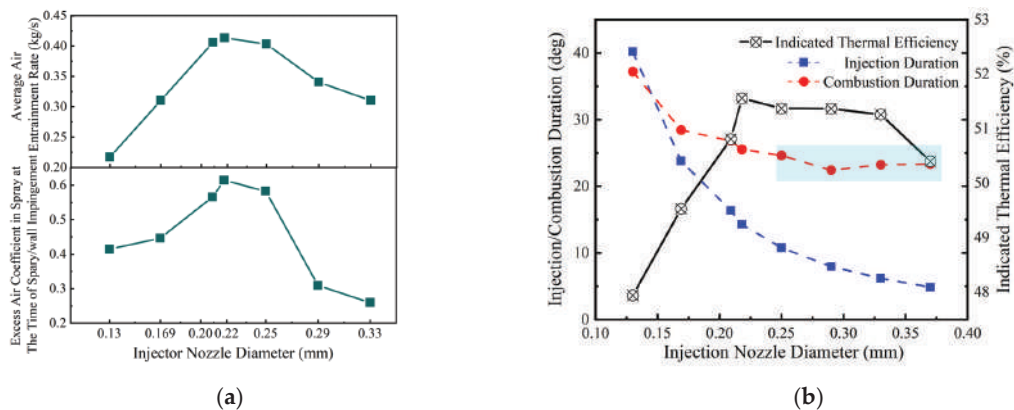 Average Air
Entrainment Rate (kg/s)
0.45
0.40
0.35
0.30
0.25
0.20
Excess Air Coefficient in Spray at
The Time of Spary/wall Impingement
0.6
0.5
0.4
0.3
0.2
0.13 0.169 0.20 0.22 0.25 0.29 0.33
Injector Nozzle Diameter (mm)
(a)
Injection/Combustion Duration (deg)
40
30
20
10
0
Indicated Thermal Efficiency
Injection Duration
Combustion Duration
53
52
51
50
49
48
Indicated Thermal Efficiency (%)
0.10 0.15 0.20 0.25 0.30 0.35 0.40
Injection Nozzle Diameter (mm)
(b)